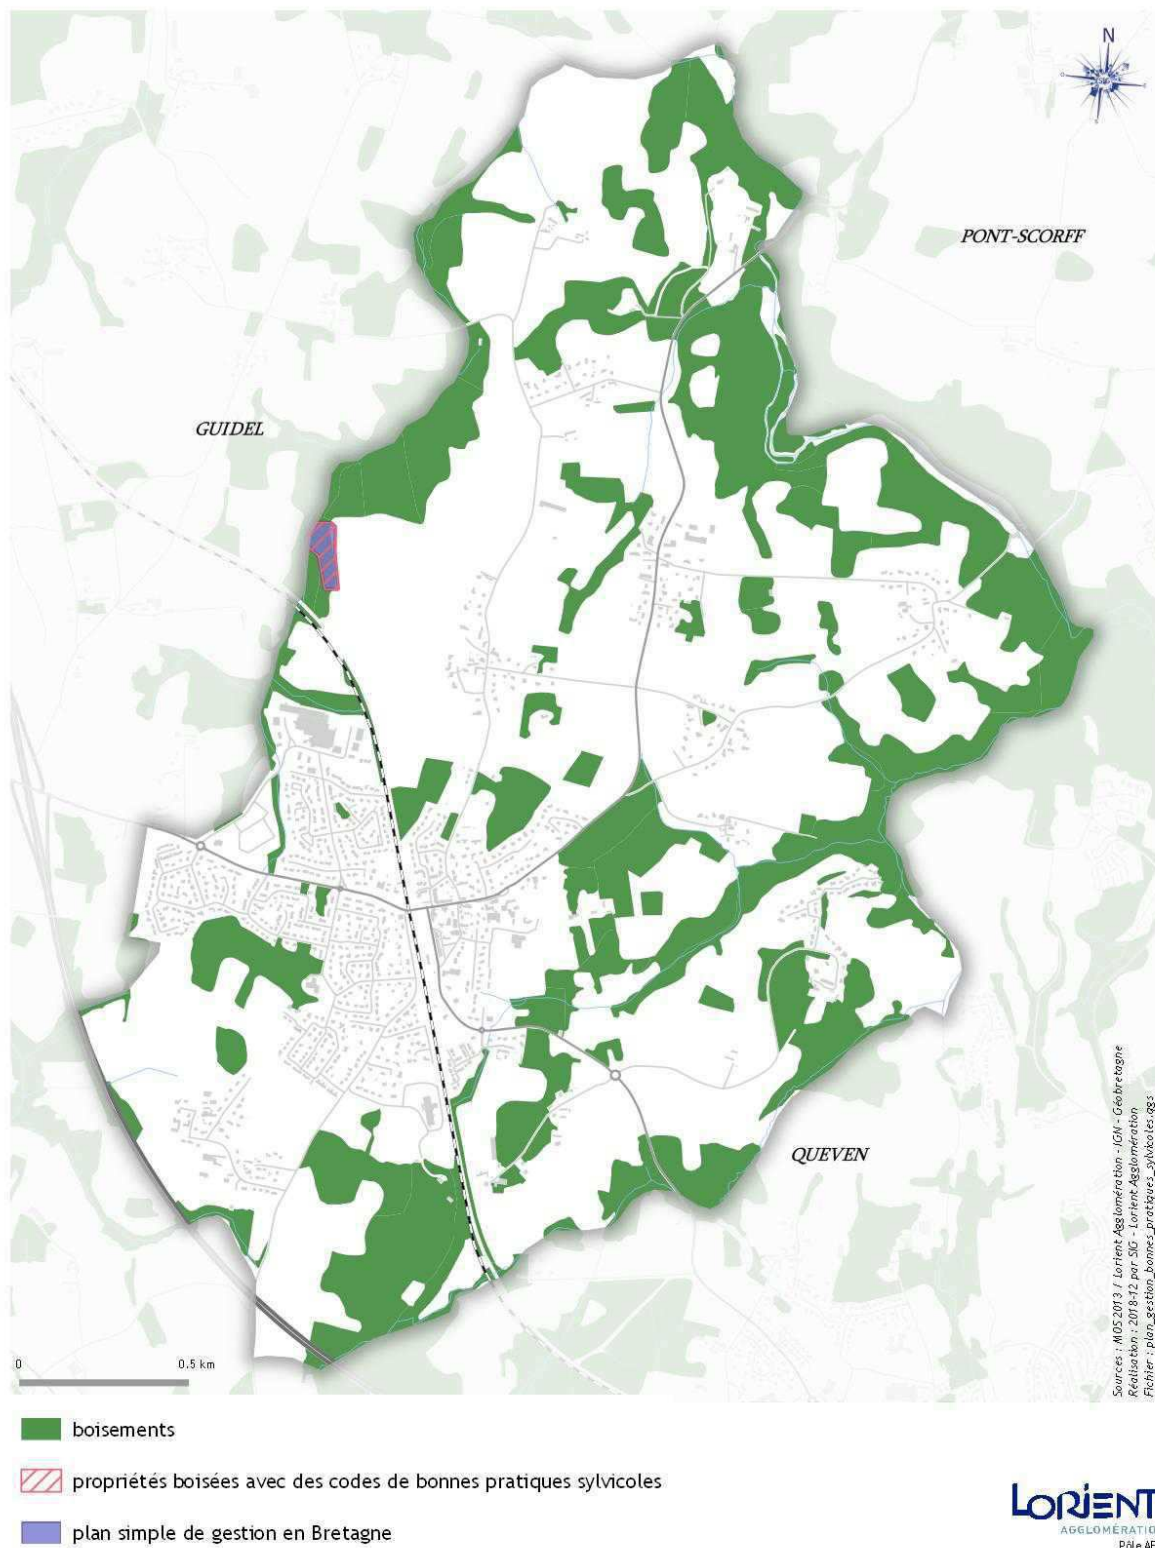 N
PONT-SCORFF
GUIDEL
QUEVEN
Sources : MOS 2013 / Lorient Agglomération - IGN - Géobretagne
Réalisation : 2018-12 par SIG - Lorient Agglomération
Fichier : plan_gestion_bonnes_pratiques_sylvicoles.qgs
0 0.5 km
boisements
propriétés boisées avec des codes de bonnes pratiques sylvicoles
plan simple de gestion en Bretagne
LORIENT
AGGLOMÉRATIO
Pôle